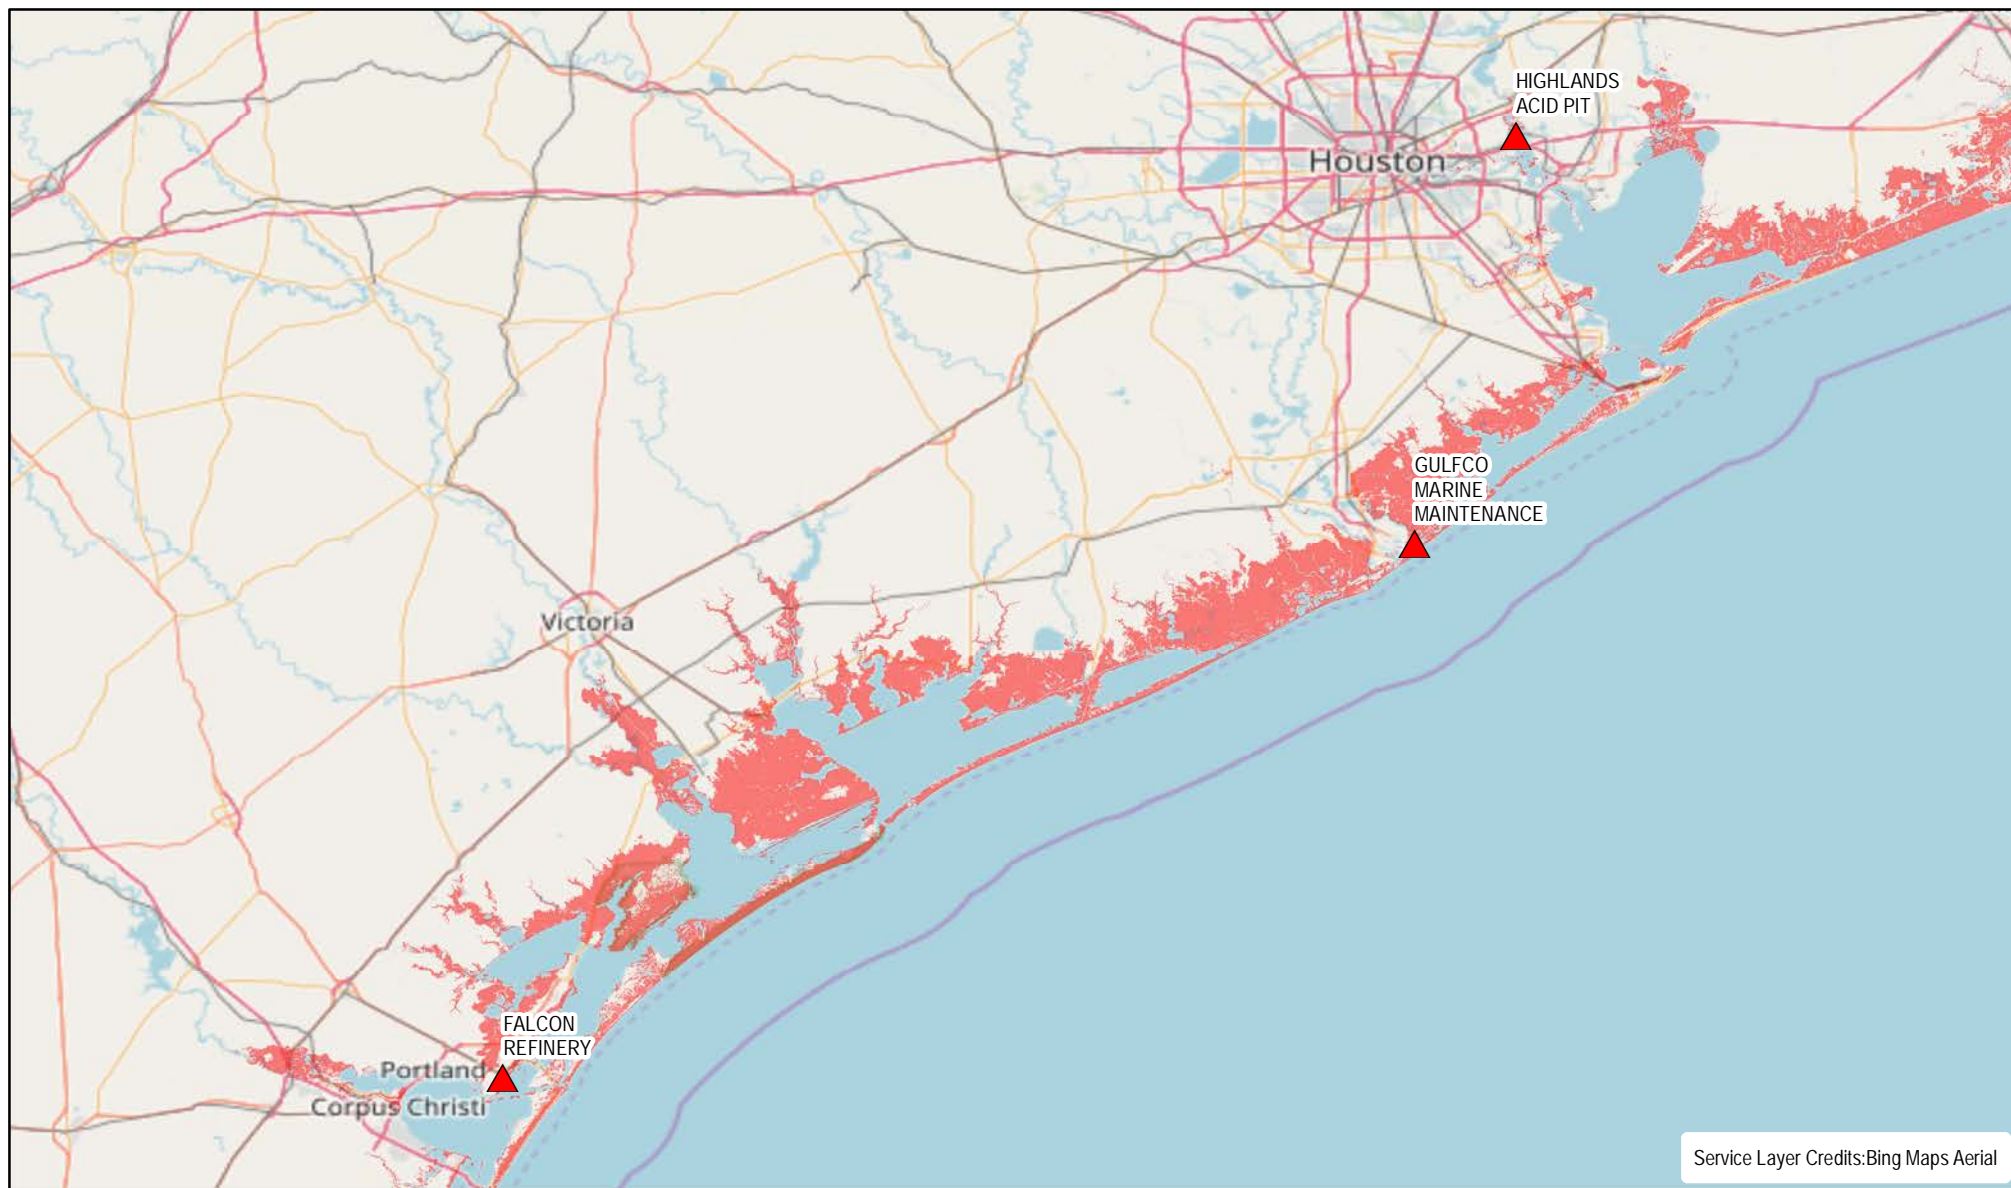 HIGHLANDS
ACID PIT
Houston
GULFCO
MARINE
MAINTENANCE
Victoria
FALCON
REFINERY
Portland
Corpus Christi
Service Layer Credits:Bing Maps Aerial